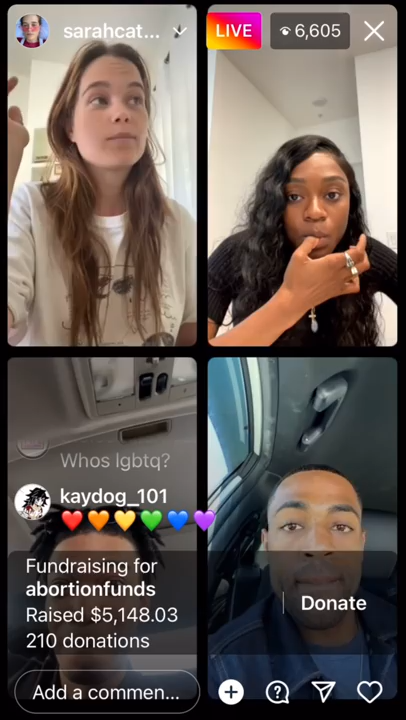 sarahcat...
LIVE
6,605
Whos lgbtq?
kaydog_101
Fundraising for
abortionfunds
Raised $5,148.03
210 donations
Donate
Add a commen...